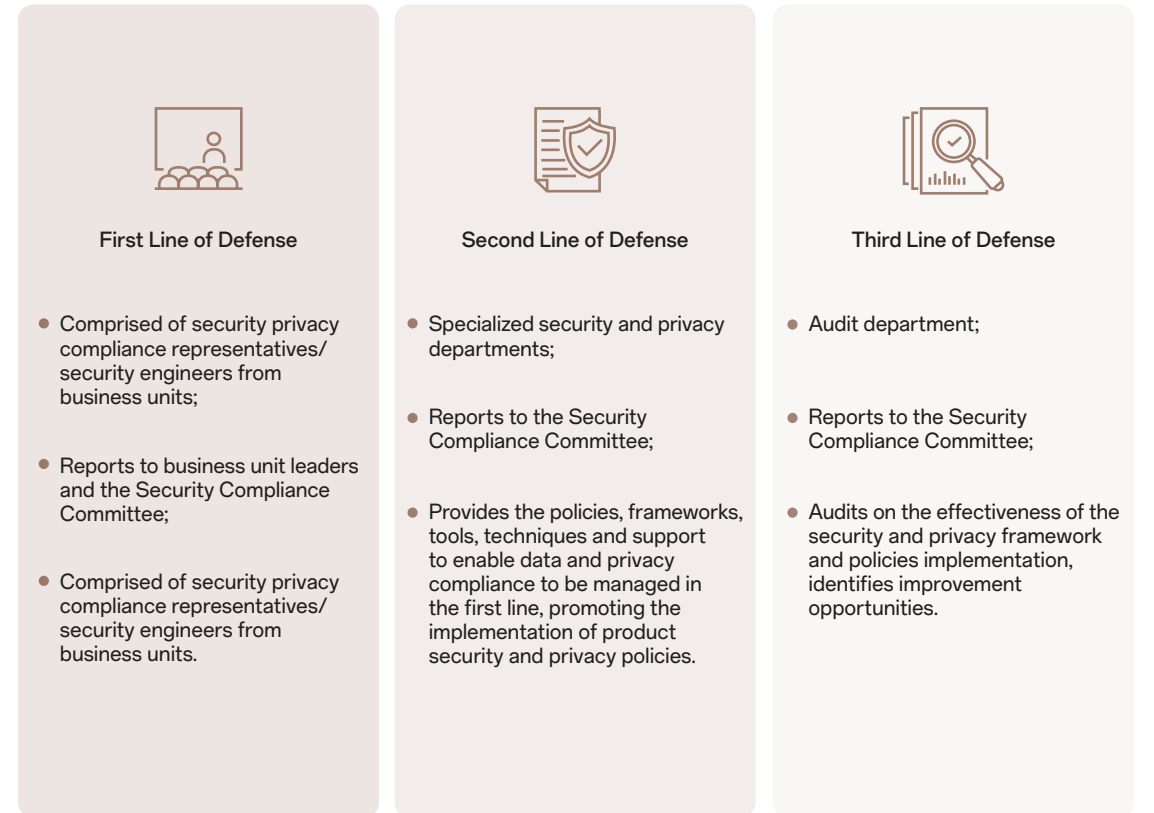 First Line of Defense
Comprised of security privacy
compliance representatives/
security engineers from
business units;
Reports to business unit leaders
and the Security Compliance
Committee;
Comprised of security privacy
compliance representatives/
security engineers from
business units.
Second Line of Defense
Specialized security and privacy
departments;
Reports to the Security
Compliance Committee;
Provides the policies, frameworks,
tools, techniques and support
to enable data and privacy
compliance to be managed in
the first line, promoting the
implementation of product
security and privacy policies.
Third Line of Defense
Audit department;
Reports to the Security
Compliance Committee;
Audits on the effectiveness of the
security and privacy framework
and policies implementation,
identifies improvement
opportunities.